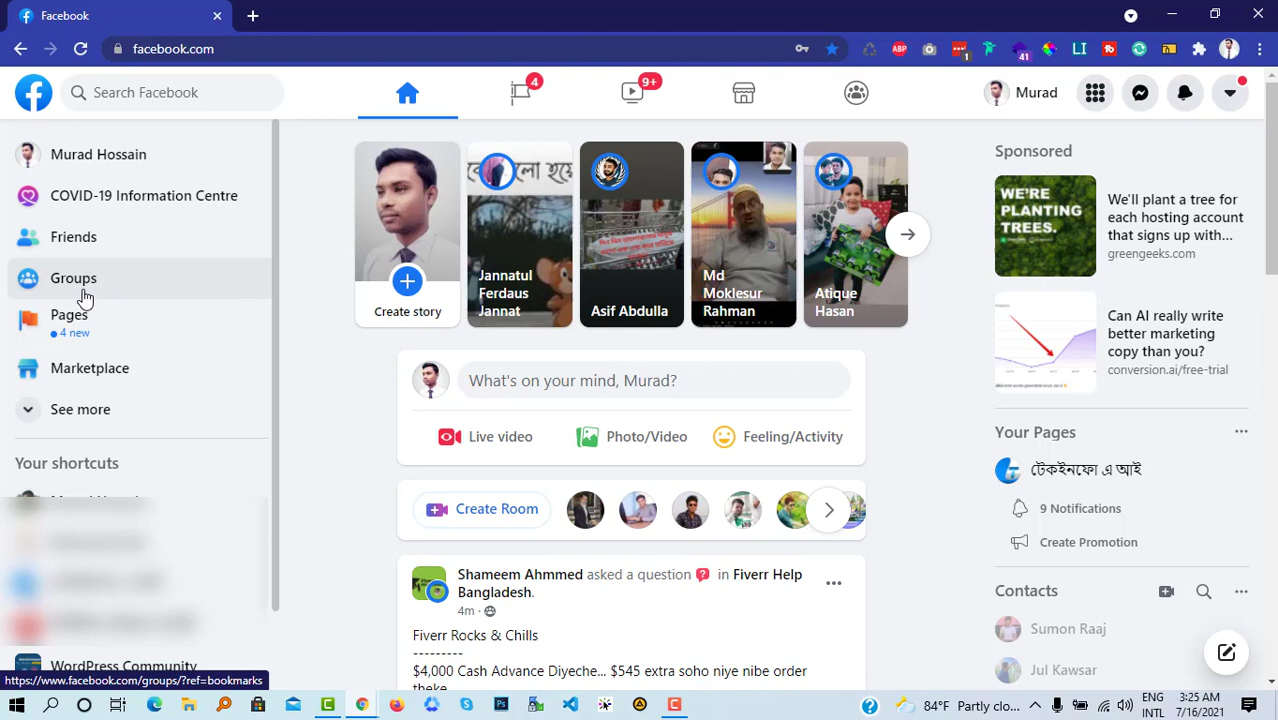 Facebook
facebook.com
ABP
1
41
LI
Search Facebook
4
9+
Murad
Murad Hossain
COVID-19 Information Centre
Friends
Groups
Pages
4 new
Marketplace
See more
Your shortcuts
WordPress Community
https://www.facebook.com/groups/?ref=bookmarks
Create story
Jannatul
Ferdaus
Jannat
Asif Abdulla
Md
Moklesur
Rahman
Atique
Hasan
What's on your mind, Murad?
Live video
Photo/Video
Feeling/Activity
Create Room
Shameem Ahmmed asked a question in Fiverr Help
Bangladesh.
4m
Fiverr Rocks & Chills
---------
$4,000 Cash Advance Diyeche... $545 extra soho niye nibe order
theke
Sponsored
WE'RE
PLANTING
TREES.
We'll plant a tree for
each hosting account
that signs up with...
greengeeks.com
Can AI really write
better marketing
copy than you?
conversion.ai/free-trial
Your Pages
টেকইনফো এ আই
9 Notifications
Create Promotion
Contacts
Sumon Raaj
Jul Kawsar
84°F Partly clo...
ENG
INTL
3:25 AM
7/16/2021